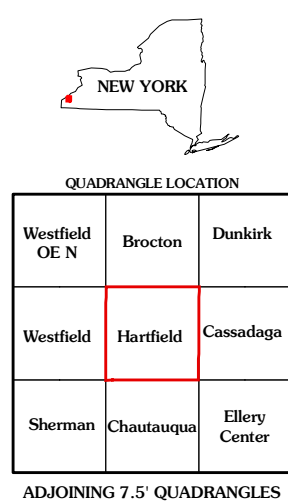 NEW YORK
QUADRANGLE LOCATION
Westfield
OE N
Brocton
Dunkirk
Westfield
Hartfield
Cassadaga
Sherman
Chautauqua
Ellery
Center
ADJOINING 7.5' QUADRANGLES